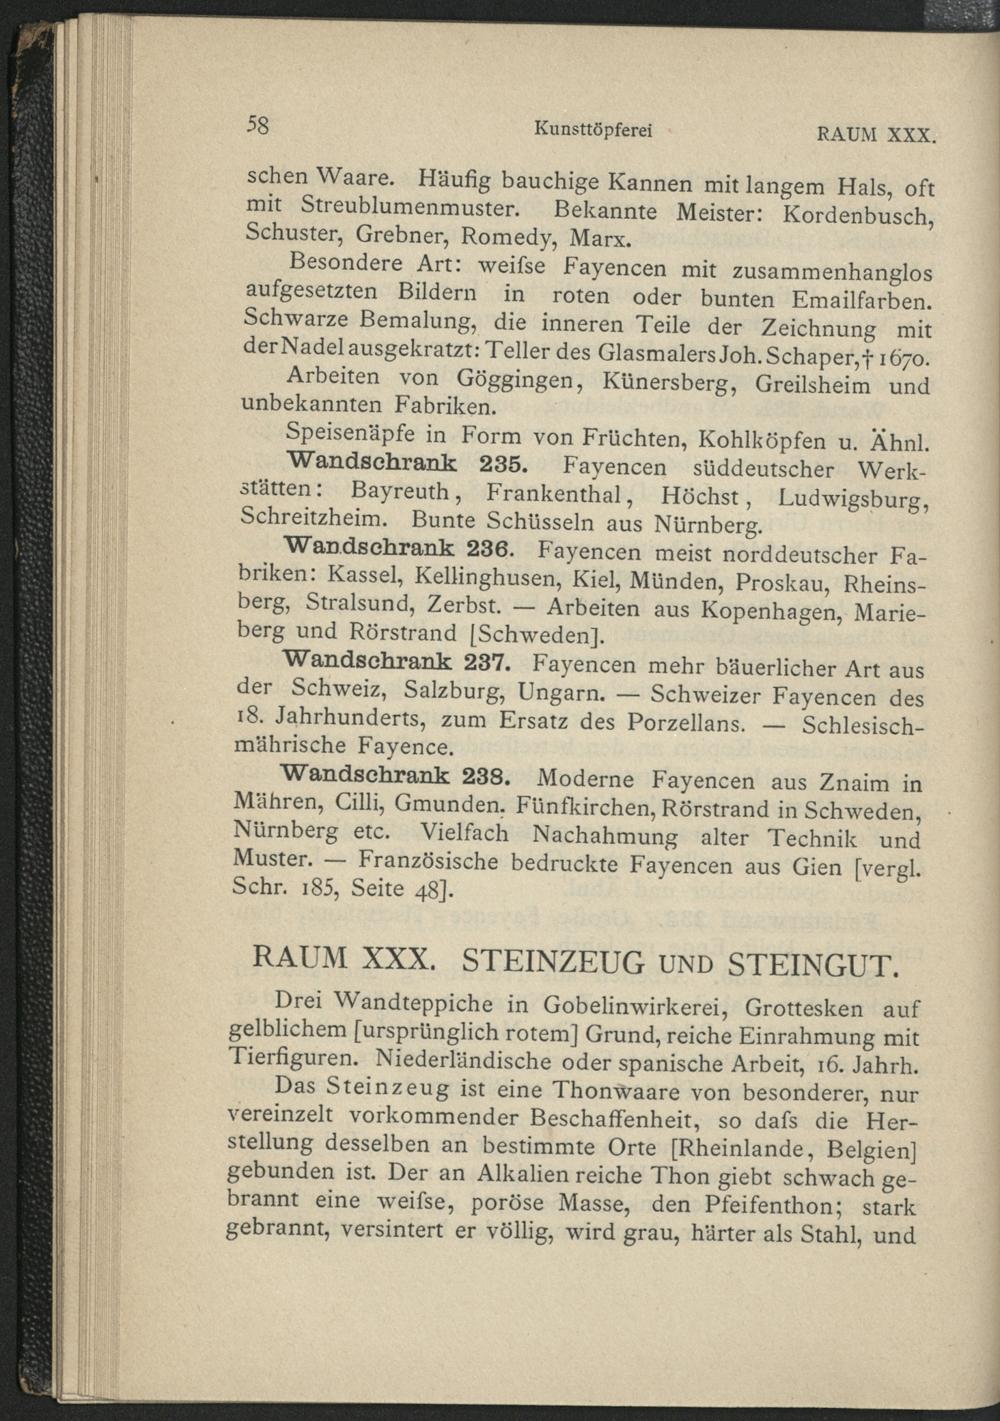 58 Kunsttöpferei RAUM XXX.
schen Waare. Häufig bauchige Kannen mit langem Hals, oft
mit Streublumenmuster. Bekannte Meister: Kordenbusch,
Schuster, Grebner, Romedy, Marx.
Besondere Art: weifse Fayencen mit zusammenhanglos
aufgesetzten Bildern in roten oder bunten Emailfarben.
Schwarze Bemalung, die inneren Teile der Zeichnung mit
der Nadel ausgekratzt: Teller des Glasmalers Joh. Schaper, † 1670.
Arbeiten von Göggingen, Künersberg, Greilsheim und
unbekannten Fabriken.
Speisenäpfe in Form von Früchten, Kohlköpfen u. Ähnl.
Wandschrank 235. Fayencen süddeutscher Werk-
stätten: Bayreuth, Frankenthal, Höchst, Ludwigsburg,
Schreitzheim. Bunte Schüsseln aus Nürnberg.
Wandschrank 236. Fayencen meist norddeutscher Fa-
briken: Kassel, Kellinghusen, Kiel, Münden, Proskau, Rheins-
berg, Stralsund, Zerbst. — Arbeiten aus Kopenhagen, Marie-
berg und Rörstrand [Schweden].
Wandschrank 237. Fayencen mehr bäuerlicher Art aus
der Schweiz, Salzburg, Ungarn. — Schweizer Fayencen des
18. Jahrhunderts, zum Ersatz des Porzellans. — Schlesisch-
mährische Fayence.
Wandschrank 238. Moderne Fayencen aus Znaim in
Mähren, Cilli, Gmunden. Fünfkirchen, Rörstrand in Schweden,
Nürnberg etc. Vielfach Nachahmung alter Technik und
Muster. — Französische bedruckte Fayencen aus Gien [vergl.
Schr. 185, Seite 48].
RAUM XXX. STEINZEUG UND STEINGUT.
Drei Wandteppiche in Gobelinwirkerei, Grottesken auf
gelblichem [ursprünglich rotem] Grund, reiche Einrahmung mit
Tierfiguren. Niederländische oder spanische Arbeit, 16. Jahrh.
Das Steinzeug ist eine Thonwaare von besonderer, nur
vereinzelt vorkommender Beschaffenheit, so dafs die Her-
stellung desselben an bestimmte Orte [Rheinlande, Belgien]
gebunden ist. Der an Alkalien reiche Thon giebt schwach ge-
brannt eine weifse, poröse Masse, den Pfeifenthon; stark
gebrannt, versintert er völlig, wird grau, härter als Stahl, und